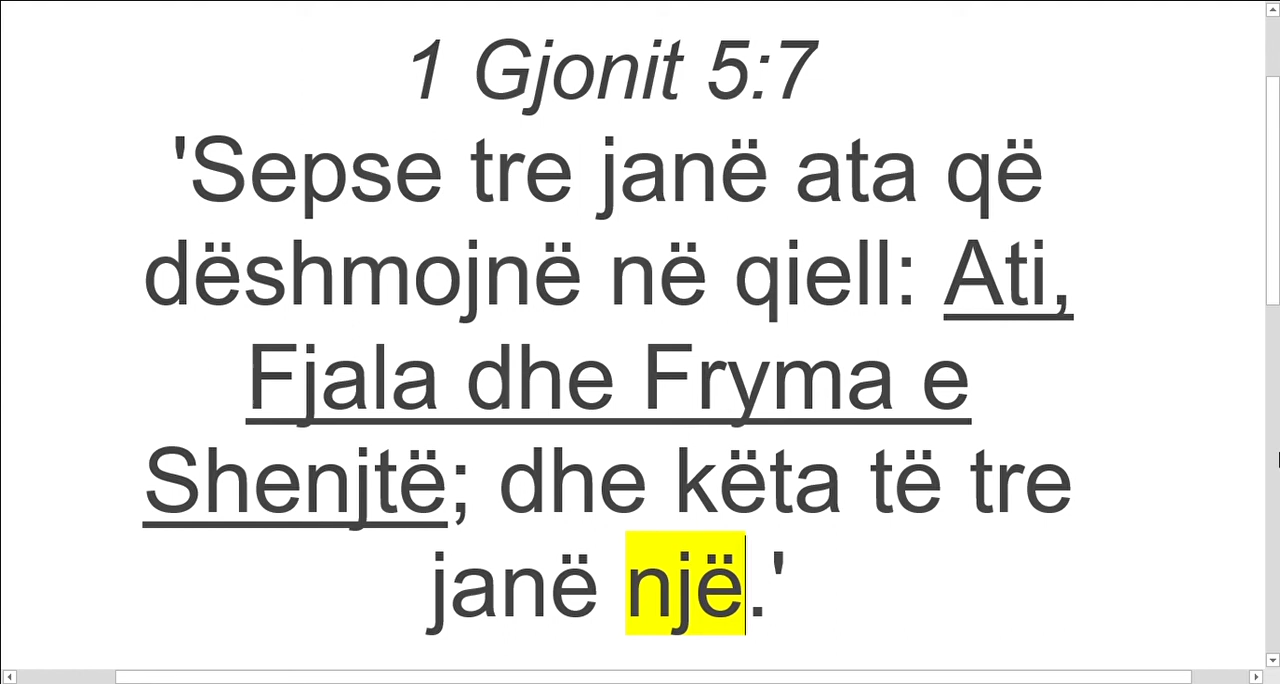 1 Gjonit 5:7
'Sepse tre janë ata që
dëshmojnë në qiell: Ati,
Fjala dhe Fryma e
Shenjtë; dhe këta të tre
janë një.'